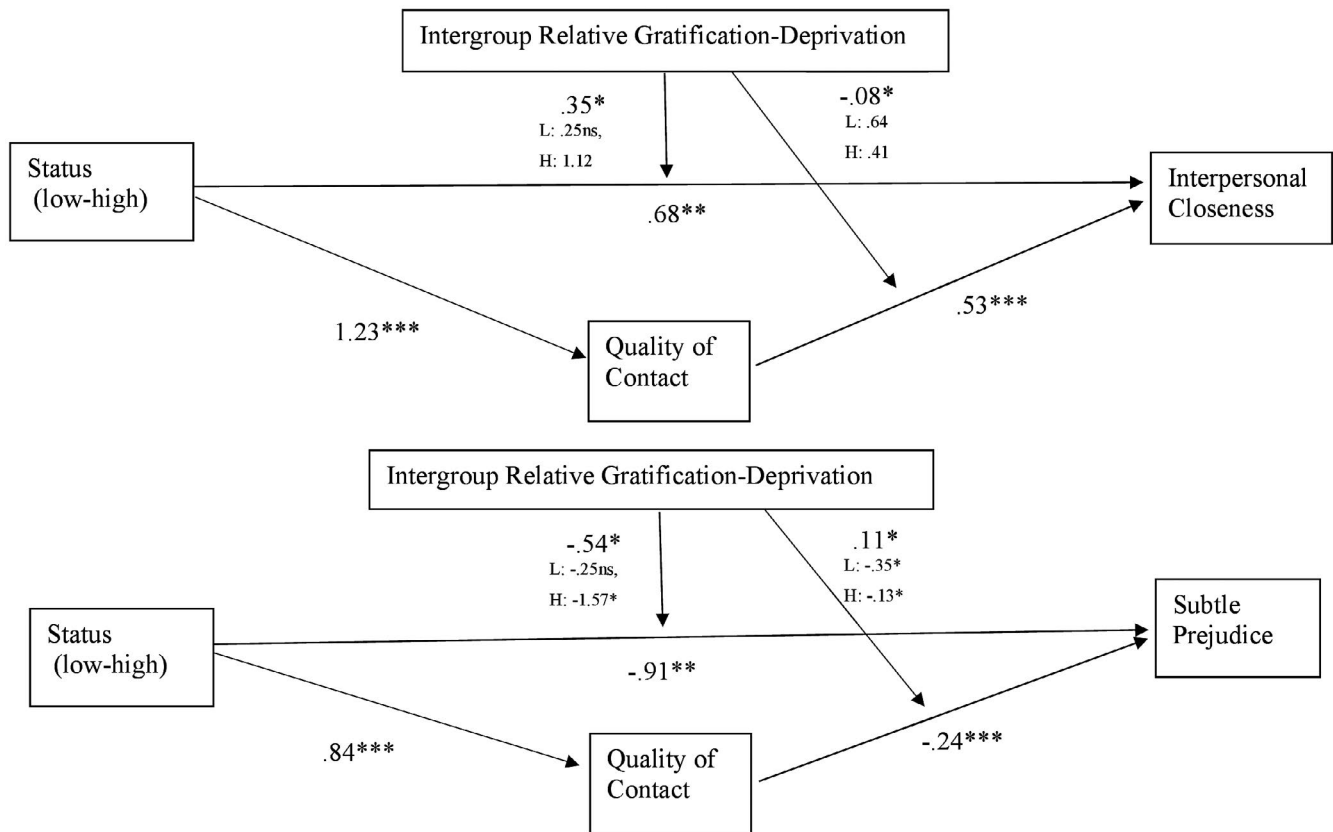 Intergroup Relative Gratification-Deprivation
.35*
L: .25ns,
H: 1.12
-.08*
L: .64
H: .41
Status
(low-high)
Interpersonal
Closeness
.68**
1.23***
.53***
Quality of
Contact
Intergroup Relative Gratification-Deprivation
-.54*
L: -.25ns,
H: -1.57*
.11*
L: -.35*
H: -.13*
Status
(low-high)
Subtle
Prejudice
-.91**
.84***
-.24***
Quality of
Contact